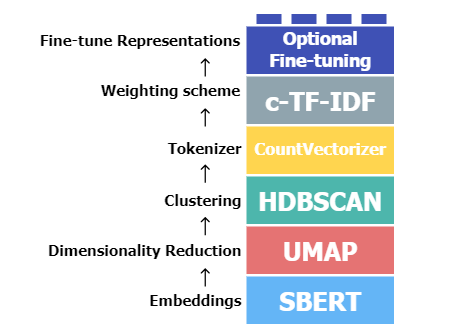 Fine-tune Representations
Optional
Fine-tuning
Weighting scheme
c-TF-IDF
Tokenizer
CountVectorizer
Clustering
HDBSCAN
Dimensionality Reduction
UMAP
Embeddings
SBERT